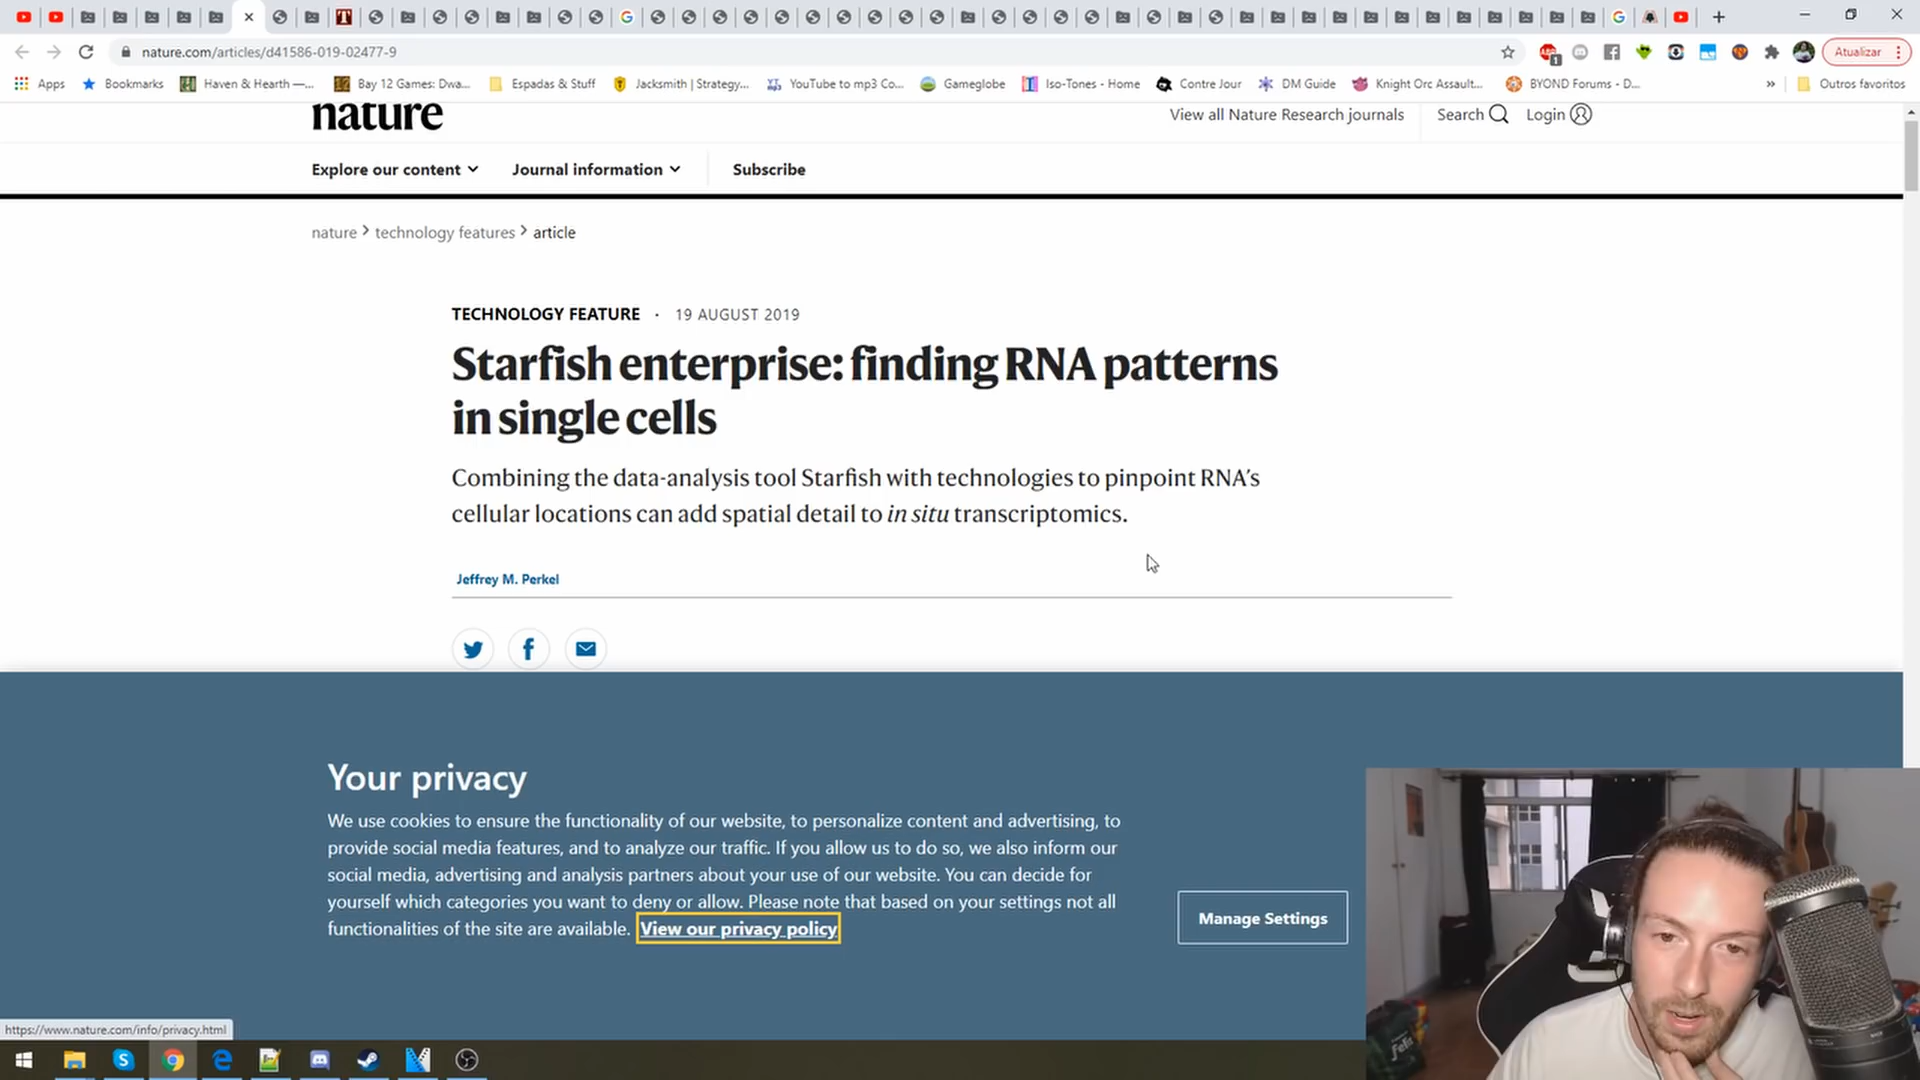 nature.com/articles/d41586-019-02477-9
Atualizar
Apps
Bookmarks
Haven & Hearth —...
Bay 12 Games: Dwa...
Espadas & Stuff
Jacksmith | Strategy...
YouTube to mp3 Co...
Gameglobe
Iso-Tones - Home
Contre Jour
DM Guide
Knight Orc Assault...
BYOND Forums - D...
»
Outros favoritos
nature
View all Nature Research journals
Search
Login
Explore our content
Journal information
Subscribe
nature > technology features > article
TECHNOLOGY FEATURE · 19 AUGUST 2019
Starfish enterprise: finding RNA patterns
in single cells
Combining the data-analysis tool Starfish with technologies to pinpoint RNA’s
cellular locations can add spatial detail to in situ transcriptomics.
Jeffrey M. Perkel
Your privacy
We use cookies to ensure the functionality of our website, to personalize content and advertising, to
provide social media features, and to analyze our traffic. If you allow us to do so, we also inform our
social media, advertising and analysis partners about your use of our website. You can decide for
yourself which categories you want to deny or allow. Please note that based on your settings not all
functionalities of the site are available. View our privacy policy
Manage Settings
https://www.nature.com/info/privacy.html